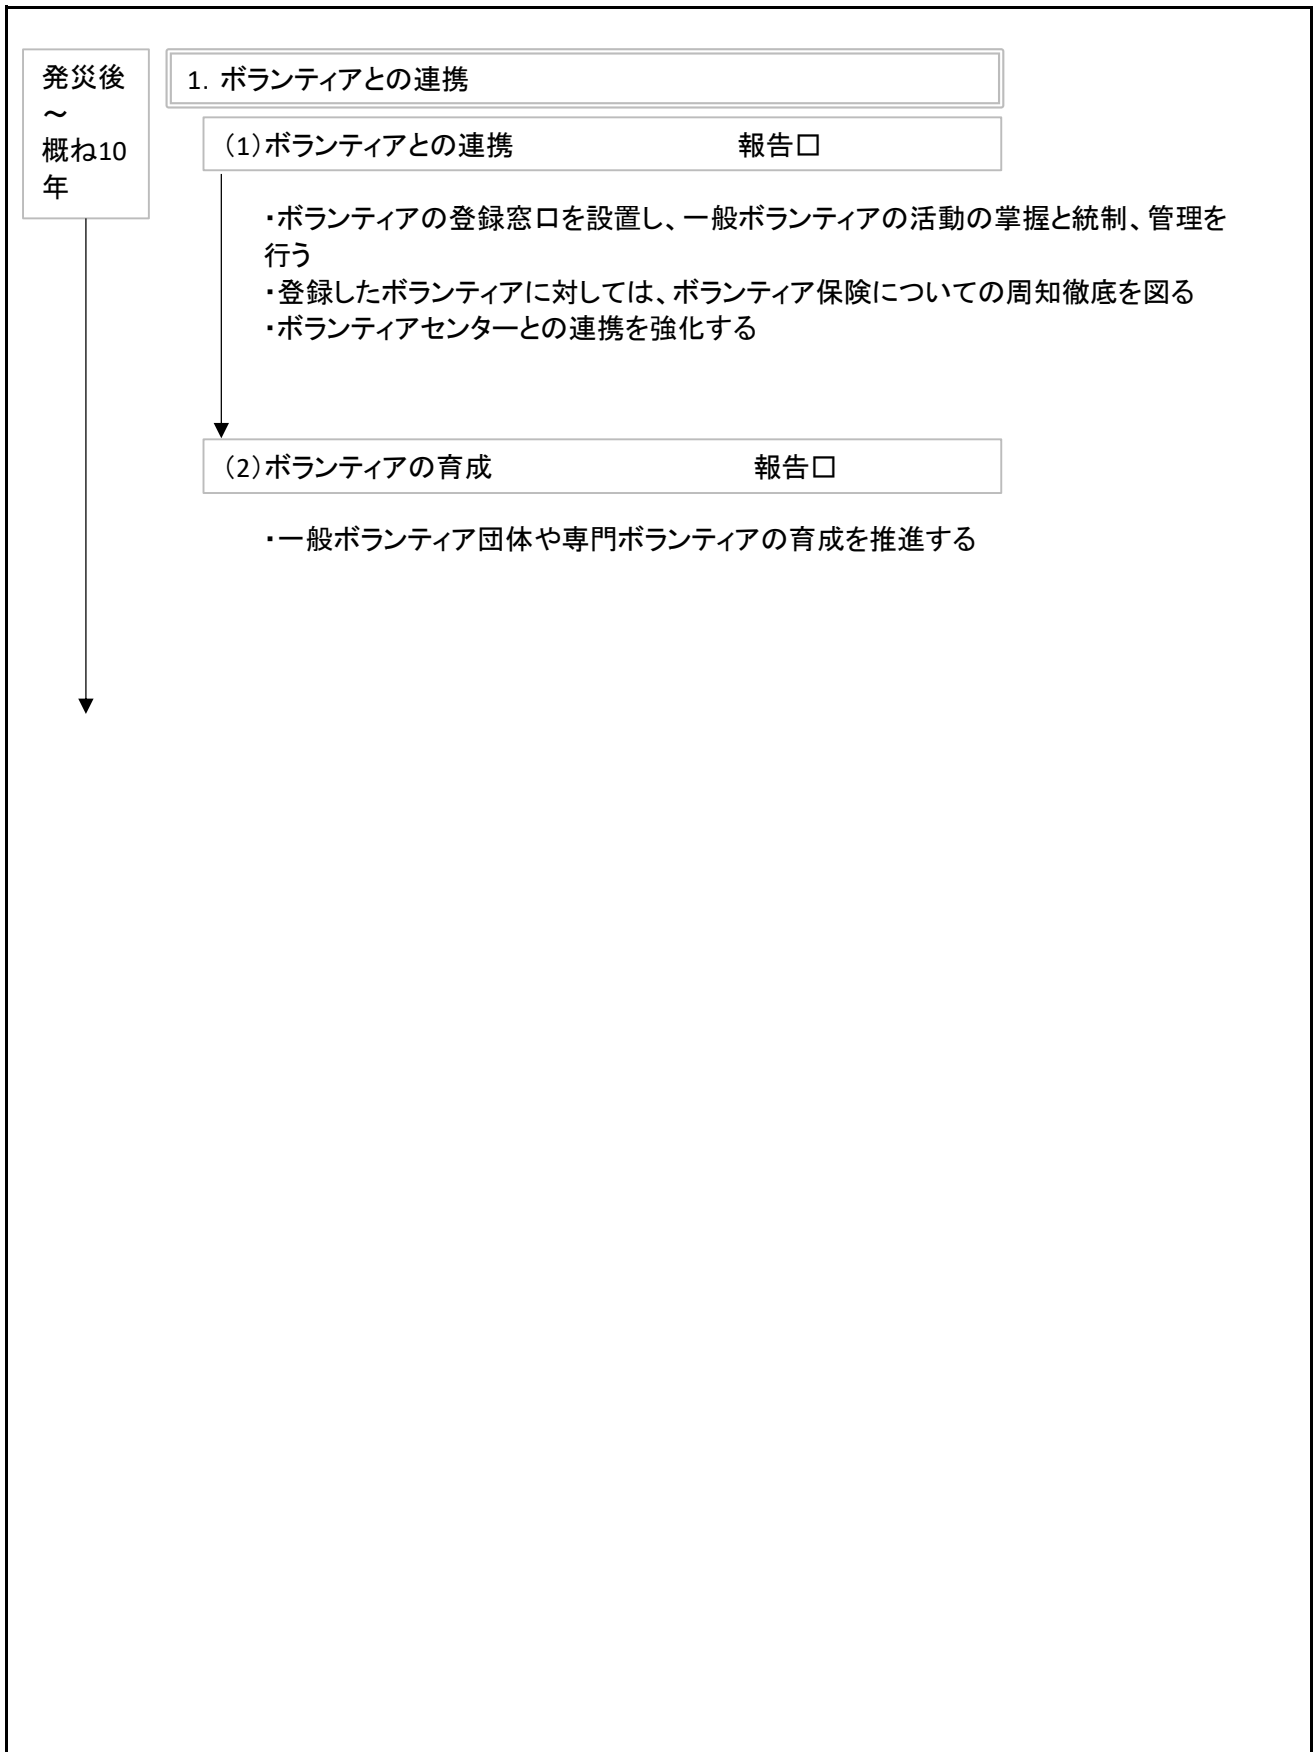 発災後
～
概ね10
年
1．ボランティアとの連携
（1）ボランティアとの連携　報告□
・ボランティアの登録窓口を設置し、一般ボランティアの活動の掌握と統制、管理を
行う
・登録したボランティアに対しては、ボランティア保険についての周知徹底を図る
・ボランティアセンターとの連携を強化する
（2）ボランティアの育成　報告□
・一般ボランティア団体や専門ボランティアの育成を推進する